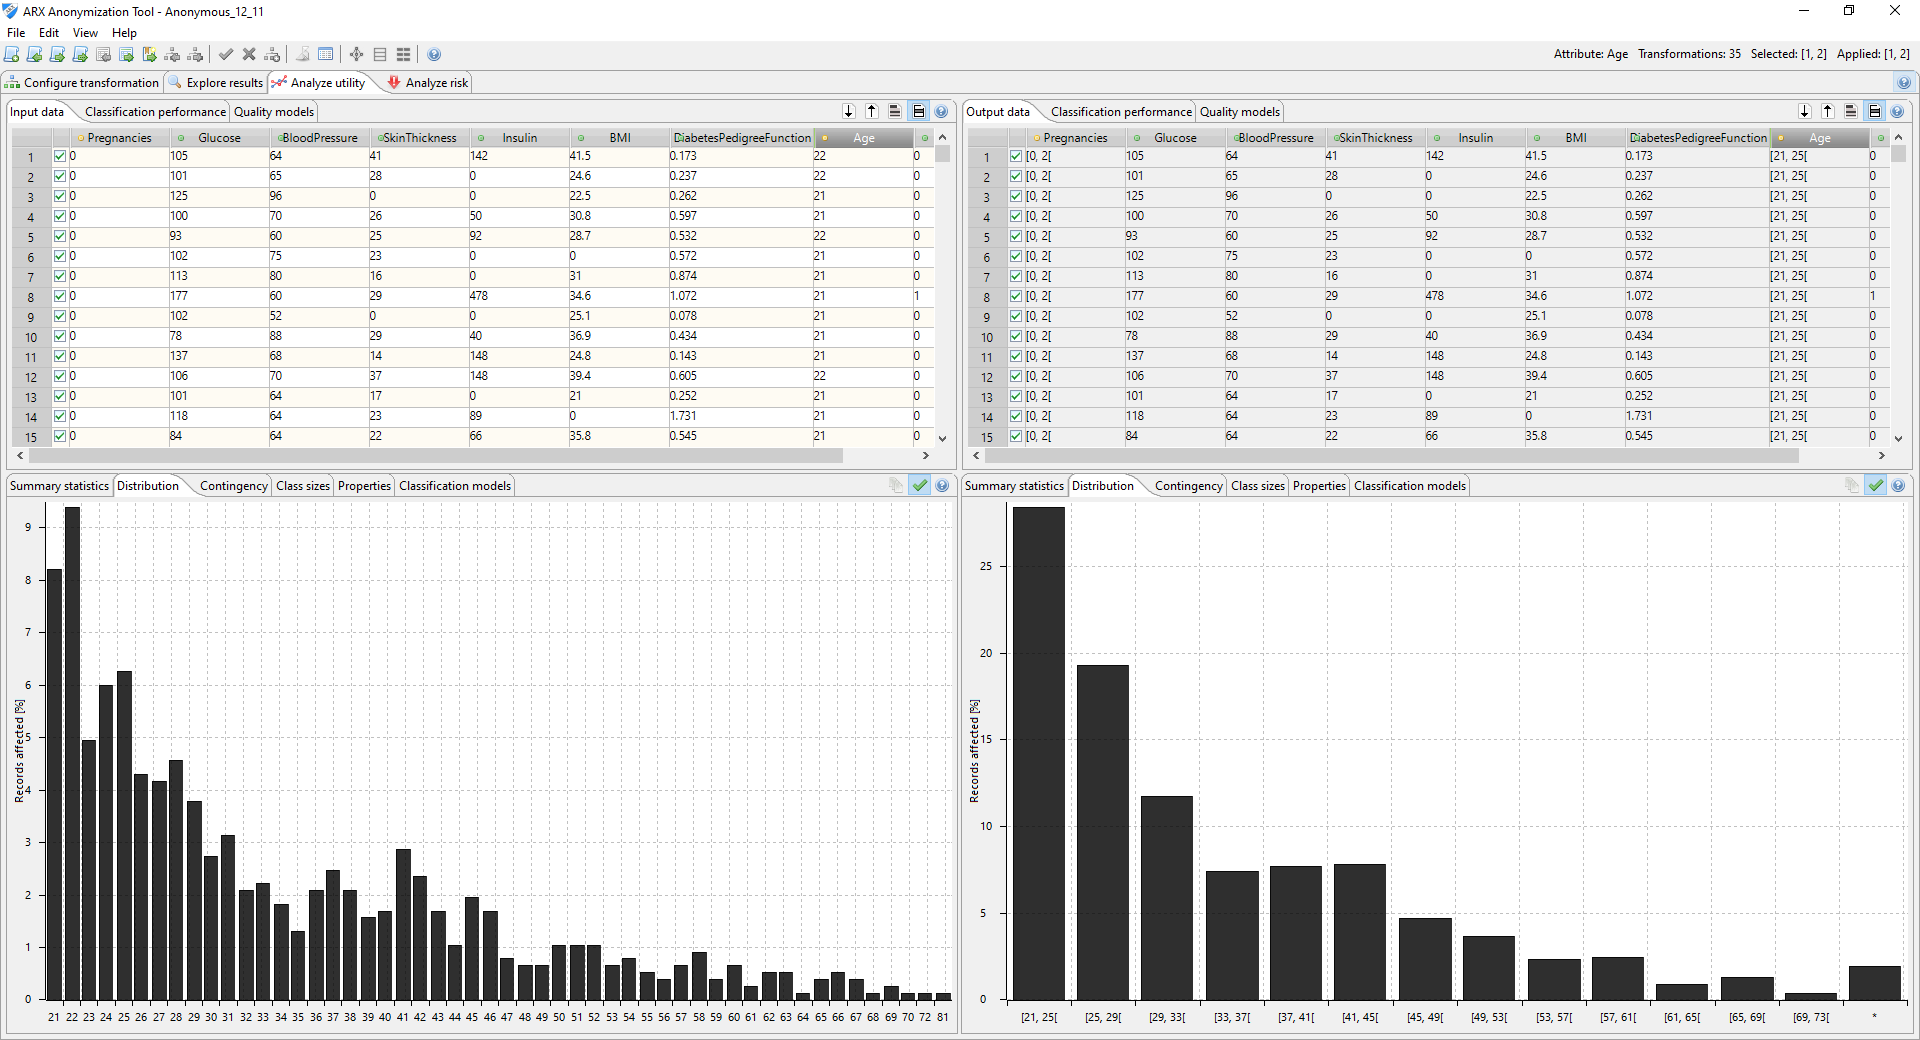 ARX Anonymization Tool - Anonymous_12_11
File Edit View Help
Attribute: Age Transformations: 35 Selected: [1, 2] Applied: [1, 2]
Configure transformation Explore results Analyze utility Analyze risk
Input data Classification performance Quality models
Pregnancies Glucose BloodPressure SkinThickness Insulin BMI DiabetesPedigreeFunction Age
1 0 105 64 41 142 41.5 0.173 22 0
2 0 101 65 28 0 24.6 0.237 22 0
3 0 125 96 0 0 22.5 0.262 21 0
4 0 100 70 26 50 30.8 0.597 21 0
5 0 93 60 25 92 28.7 0.532 22 0
6 0 102 75 23 0 0 0.572 21 0
7 0 113 80 16 0 31 0.874 21 0
8 0 177 60 29 478 34.6 1.072 21 1
9 0 102 52 0 0 25.1 0.078 21 0
10 0 78 88 29 40 36.9 0.434 21 0
11 0 137 68 14 148 24.8 0.143 21 0
12 0 106 70 37 148 39.4 0.605 22 0
13 0 101 64 17 0 21 0.252 21 0
14 0 118 64 23 89 0 1.731 21 0
15 0 84 64 22 66 35.8 0.545 21 0
Output data Classification performance Quality models
Pregnancies Glucose BloodPressure SkinThickness Insulin BMI DiabetesPedigreeFunction Age
1 [0, 2[ 105 64 41 142 41.5 0.173 [21, 25[ 0
2 [0, 2[ 101 65 28 0 24.6 0.237 [21, 25[ 0
3 [0, 2[ 125 96 0 0 22.5 0.262 [21, 25[ 0
4 [0, 2[ 100 70 26 50 30.8 0.597 [21, 25[ 0
5 [0, 2[ 93 60 25 92 28.7 0.532 [21, 25[ 0
6 [0, 2[ 102 75 23 0 0 0.572 [21, 25[ 0
7 [0, 2[ 113 80 16 0 31 0.874 [21, 25[ 0
8 [0, 2[ 177 60 29 478 34.6 1.072 [21, 25[ 1
9 [0, 2[ 102 52 0 0 25.1 0.078 [21, 25[ 0
10 [0, 2[ 78 88 29 40 36.9 0.434 [21, 25[ 0
11 [0, 2[ 137 68 14 148 24.8 0.143 [21, 25[ 0
12 [0, 2[ 106 70 37 148 39.4 0.605 [21, 25[ 0
13 [0, 2[ 101 64 17 0 21 0.252 [21, 25[ 0
14 [0, 2[ 118 64 23 89 0 1.731 [21, 25[ 0
15 [0, 2[ 84 64 22 66 35.8 0.545 [21, 25[ 0
Summary statistics Distribution Contingency Class sizes Properties Classification models
Records affected [%]
9
8
7
6
5
4
3
2
1
0
21 22 23 24 25 26 27 28 29 30 31 32 33 34 35 36 37 38 39 40 41 42 43 44 45 46 47 48 49 50 51 52 53 54 55 56 57 58 59 60 61 62 63 64 65 66 67 68 69 70 72 81
Summary statistics Distribution Contingency Class sizes Properties Classification models
Records affected [%]
25
20
15
10
5
0
[21, 25[ [25, 29[ [29, 33[ [33, 37[ [37, 41[ [41, 45[ [45, 49[ [49, 53[ [53, 57[ [57, 61[ [61, 65[ [65, 69[ [69, 73[ *